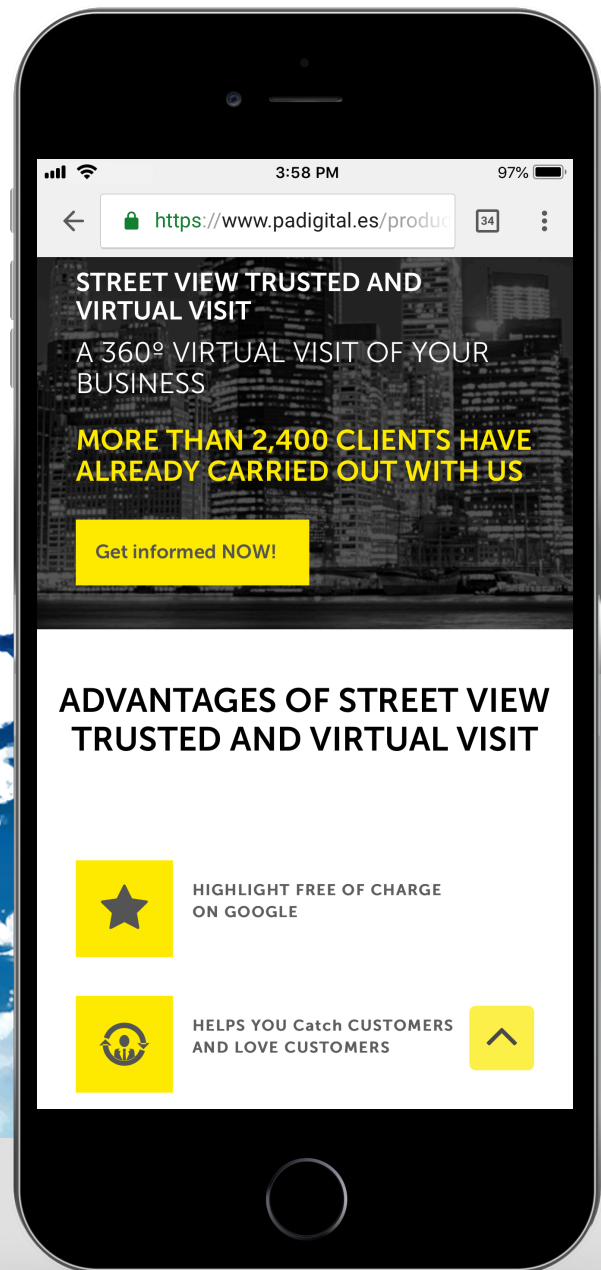 3:58 PM
97%
https://www.padigital.es/produc
34
STREET VIEW TRUSTED AND
VIRTUAL VISIT
A 360º VIRTUAL VISIT OF YOUR
BUSINESS
MORE THAN 2,400 CLIENTS HAVE
ALREADY CARRIED OUT WITH US
Get informed NOW!
ADVANTAGES OF STREET VIEW
TRUSTED AND VIRTUAL VISIT
HIGHLIGHT FREE OF CHARGE
ON GOOGLE
HELPS YOU Catch CUSTOMERS
AND LOVE CUSTOMERS